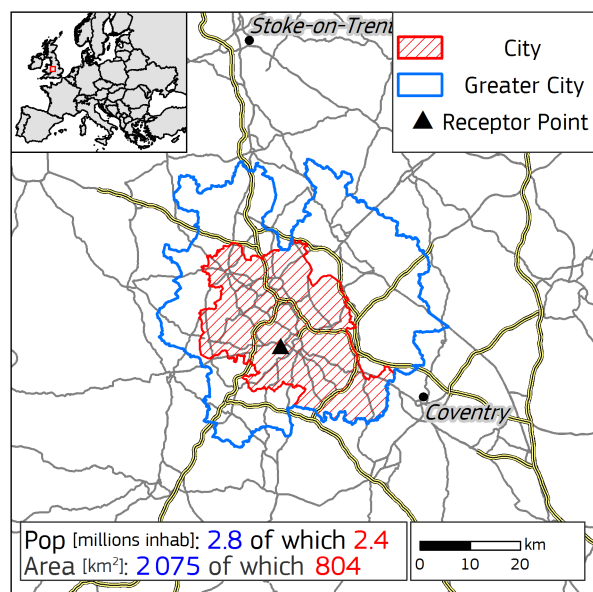 Stoke-on-Trent
City
Greater City
Receptor Point
Coventry
Pop [millions inhab]: 2.8 of which 2.4
Area [km²]: 2 075 of which 804
km
0 10 20